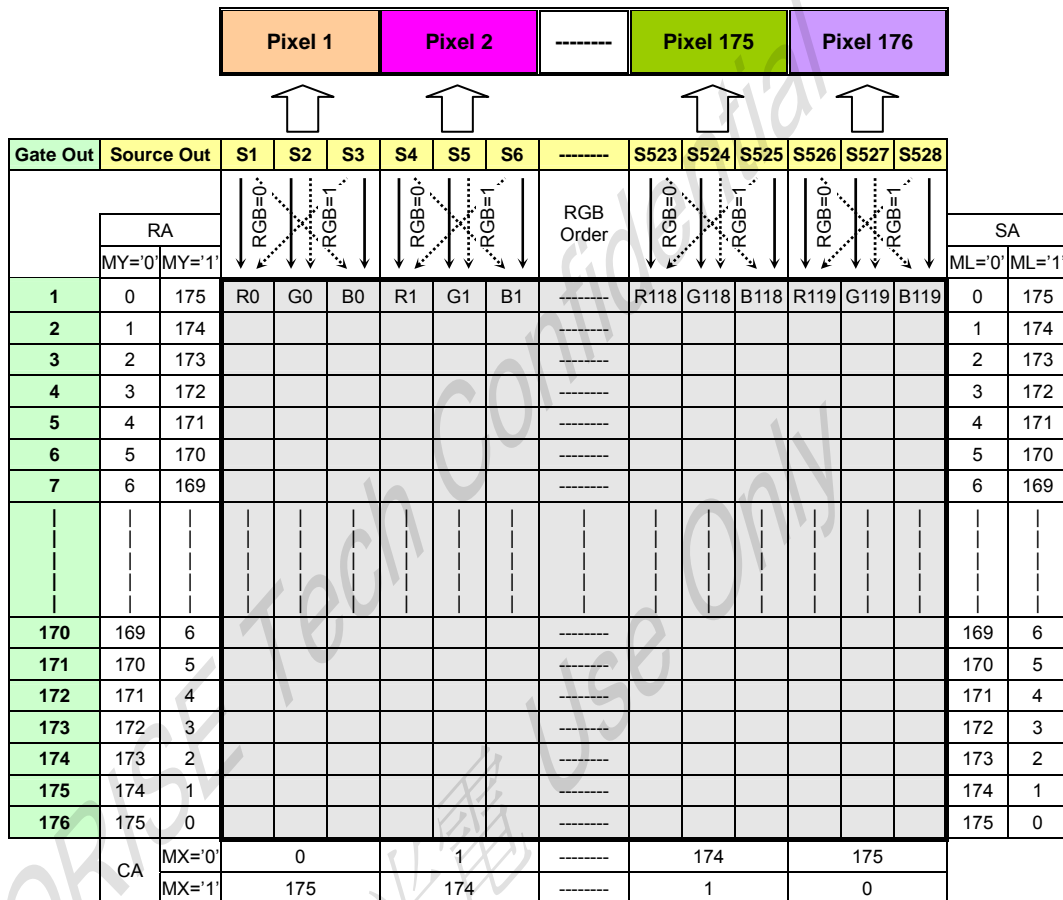 Pixel 1 Pixel 2 -------- Pixel 175 Pixel 176
Gate Out Source Out S1 S2 S3 S4 S5 S6 -------- S523 S524 S525 S526 S527 S528
RGB=0 RGB=1 RGB=0 RGB=1 RGB Order RGB=0 RGB=1 RGB=0 RGB=1
RA SA
MY='0' MY='1' ML='0' ML='1'
1 0 175 R0 G0 B0 R1 G1 B1 -------- R118 G118 B118 R119 G119 B119 0 175
2 1 174 -------- 1 174
3 2 173 -------- 2 173
4 3 172 -------- 3 172
5 4 171 -------- 4 171
6 5 170 -------- 5 170
7 6 169 -------- 6 169
170 169 6 -------- 169 6
171 170 5 -------- 170 5
172 171 4 -------- 171 4
173 172 3 -------- 172 3
174 173 2 -------- 173 2
175 174 1 -------- 174 1
176 175 0 -------- 175 0
CA MX='0' 0 1 -------- 174 175
MX='1' 175 174 -------- 1 0
ORISE Tech Confidential
電 Use Only